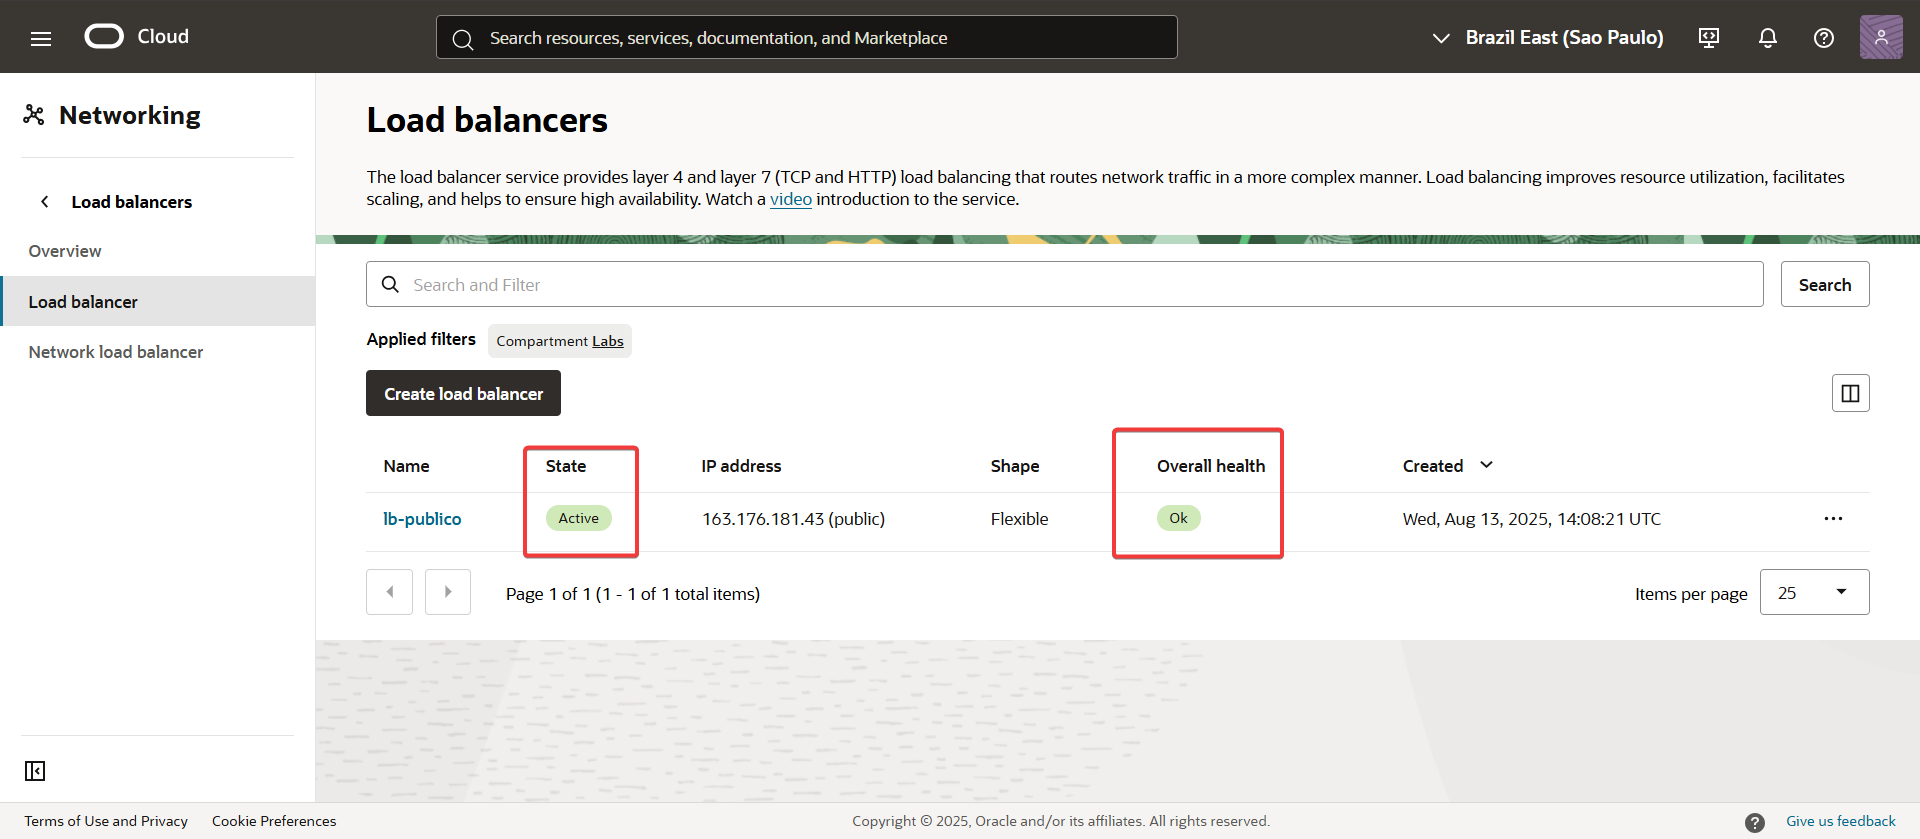 Cloud
Search resources, services, documentation, and Marketplace
Brazil East (Sao Paulo)
Networking
Load balancers
Overview
Load balancer
Network load balancer
Load balancers
The load balancer service provides layer 4 and layer 7 (TCP and HTTP) load balancing that routes network traffic in a more complex manner. Load balancing improves resource utilization, facilitates
scaling, and helps to ensure high availability. Watch a video introduction to the service.
Search and Filter
Search
Applied filters Compartment Labs
Create load balancer
Name State IP address Shape Overall health Created
lb-publico Active 163.176.181.43 (public) Flexible Ok Wed, Aug 13, 2025, 14:08:21 UTC
Page 1 of 1 (1 - 1 of 1 total items)
Items per page 25
Terms of Use and Privacy Cookie Preferences
Copyright © 2025, Oracle and/or its affiliates. All rights reserved.
Give us feedback